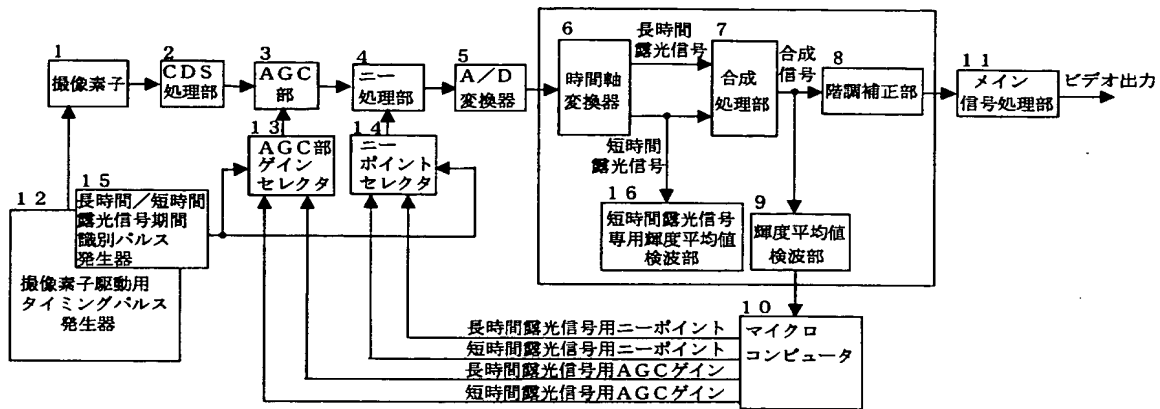 1
撮像素子
2
CDS
処理部
3
AGC
部
4
ニー
処理部
5
A/D
変換器
6
時間軸
変換器
長時間
露光信号
短時間
露光信号
7
合成
処理部
合成
信号
8
階調補正部
11
メイン
信号処理部
ビデオ出力
13
AGC部
ゲイン
セレクタ
14
ニー
ポイント
セレクタ
15
長時間/短時間
露光信号期間
識別パルス
発生器
12
撮像素子駆動用
タイミングパルス
発生器
16
短時間露光信号
専用輝度平均値
検波部
9
輝度平均値
検波部
10
マイクロ
コンピュータ
長時間露光信号用ニーポイント
短時間露光信号用ニーポイント
長時間露光信号用AGCゲイン
短時間露光信号用AGCゲイン